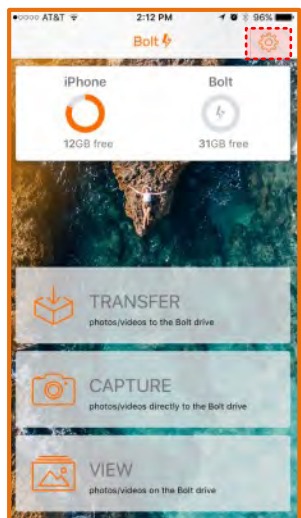 AT&T 2:12 PM 96%
Bolt
iPhone Bolt
12GB free 31GB free
TRANSFER
photos/videos to the Bolt drive
CAPTURE
photos/videos directly to the Bolt drive
VIEW
photos/videos on the Bolt drive